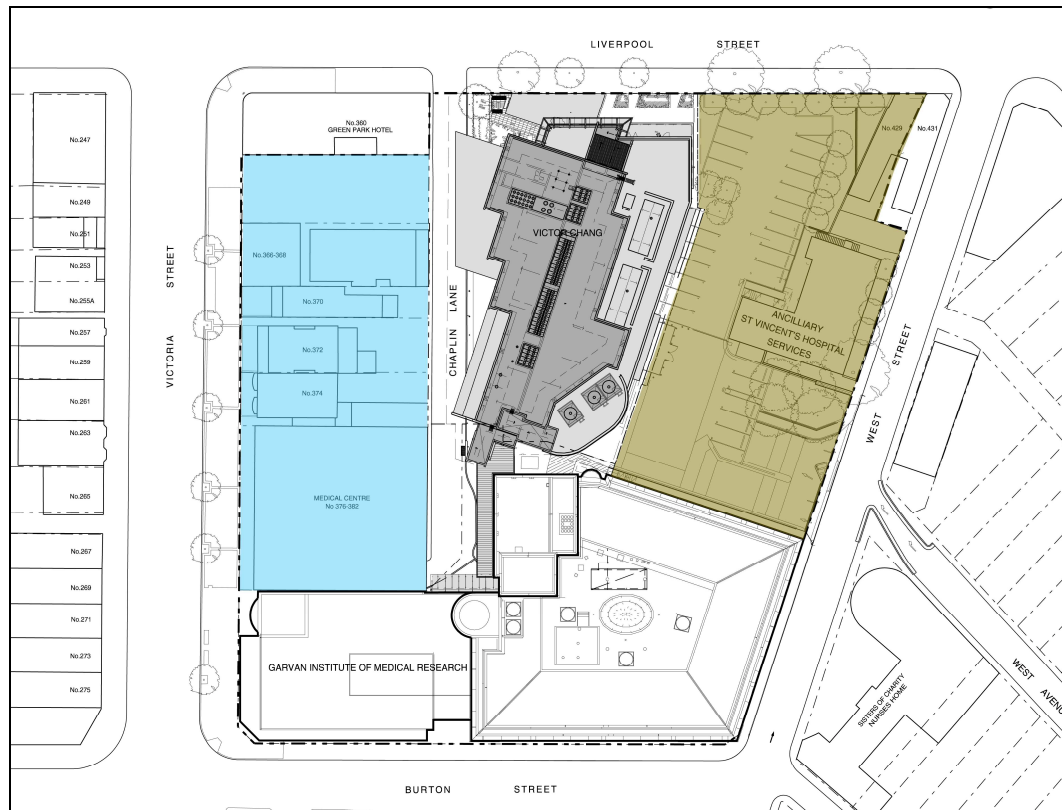 LIVERPOOL STREET
No.247
No.360
GREEN PARK HOTEL
No.429
No.431
No.249
No.251
VICTOR CHANG
No.253
No.366-368
No.255A
No.370
VICTORIA STREET
CHAPLIN LANE
ANCILLIARY
ST VINCENT'S HOSPITAL
SERVICES
No.257
No.259
No.372
No.261
No.374
No.263
WEST STREET
No.265
MEDICAL CENTRE
No 376-382
No.267
No.269
No.271
No.273
No.275
GARVAN INSTITUTE OF MEDICAL RESEARCH
SISTERS OF CHARITY
NURSES HOME
WEST AVENU
BURTON STREET